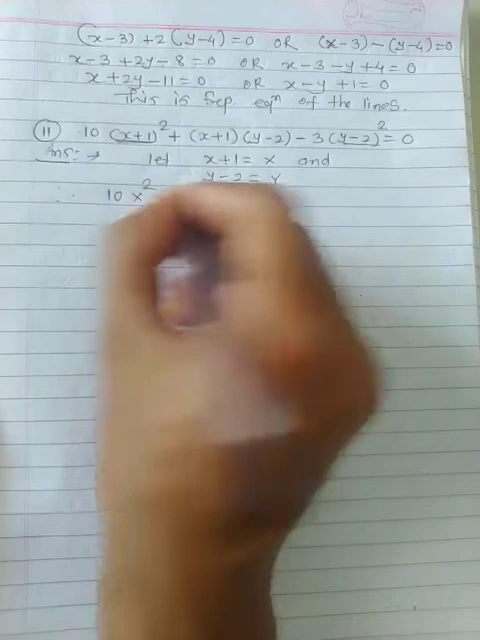 (x-3)+2(y-4)=0 OR (x-3)-(y-4)=0
x-3+2y-8=0 OR x-3-y+4=0
x+2y-11=0 OR x-y+1=0
This is Sep. eqⁿ of the lines.
(11) 10(x+1)²+(x+1)(y-2)-3(y-2)²=0
Ans:→ let x+1=X and
y-2=Y
∴ 10X²